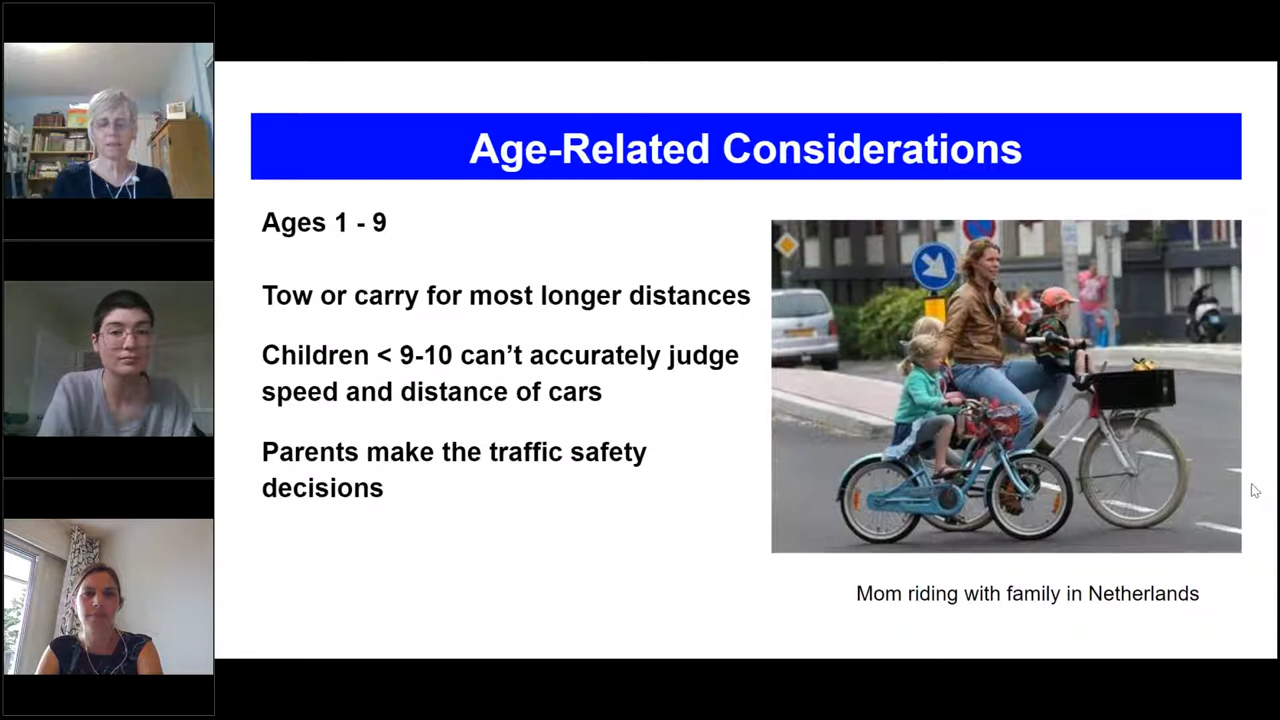 Age-Related Considerations
Ages 1 - 9
Tow or carry for most longer distances
Children < 9-10 can’t accurately judge
speed and distance of cars
Parents make the traffic safety
decisions
Mom riding with family in Netherlands